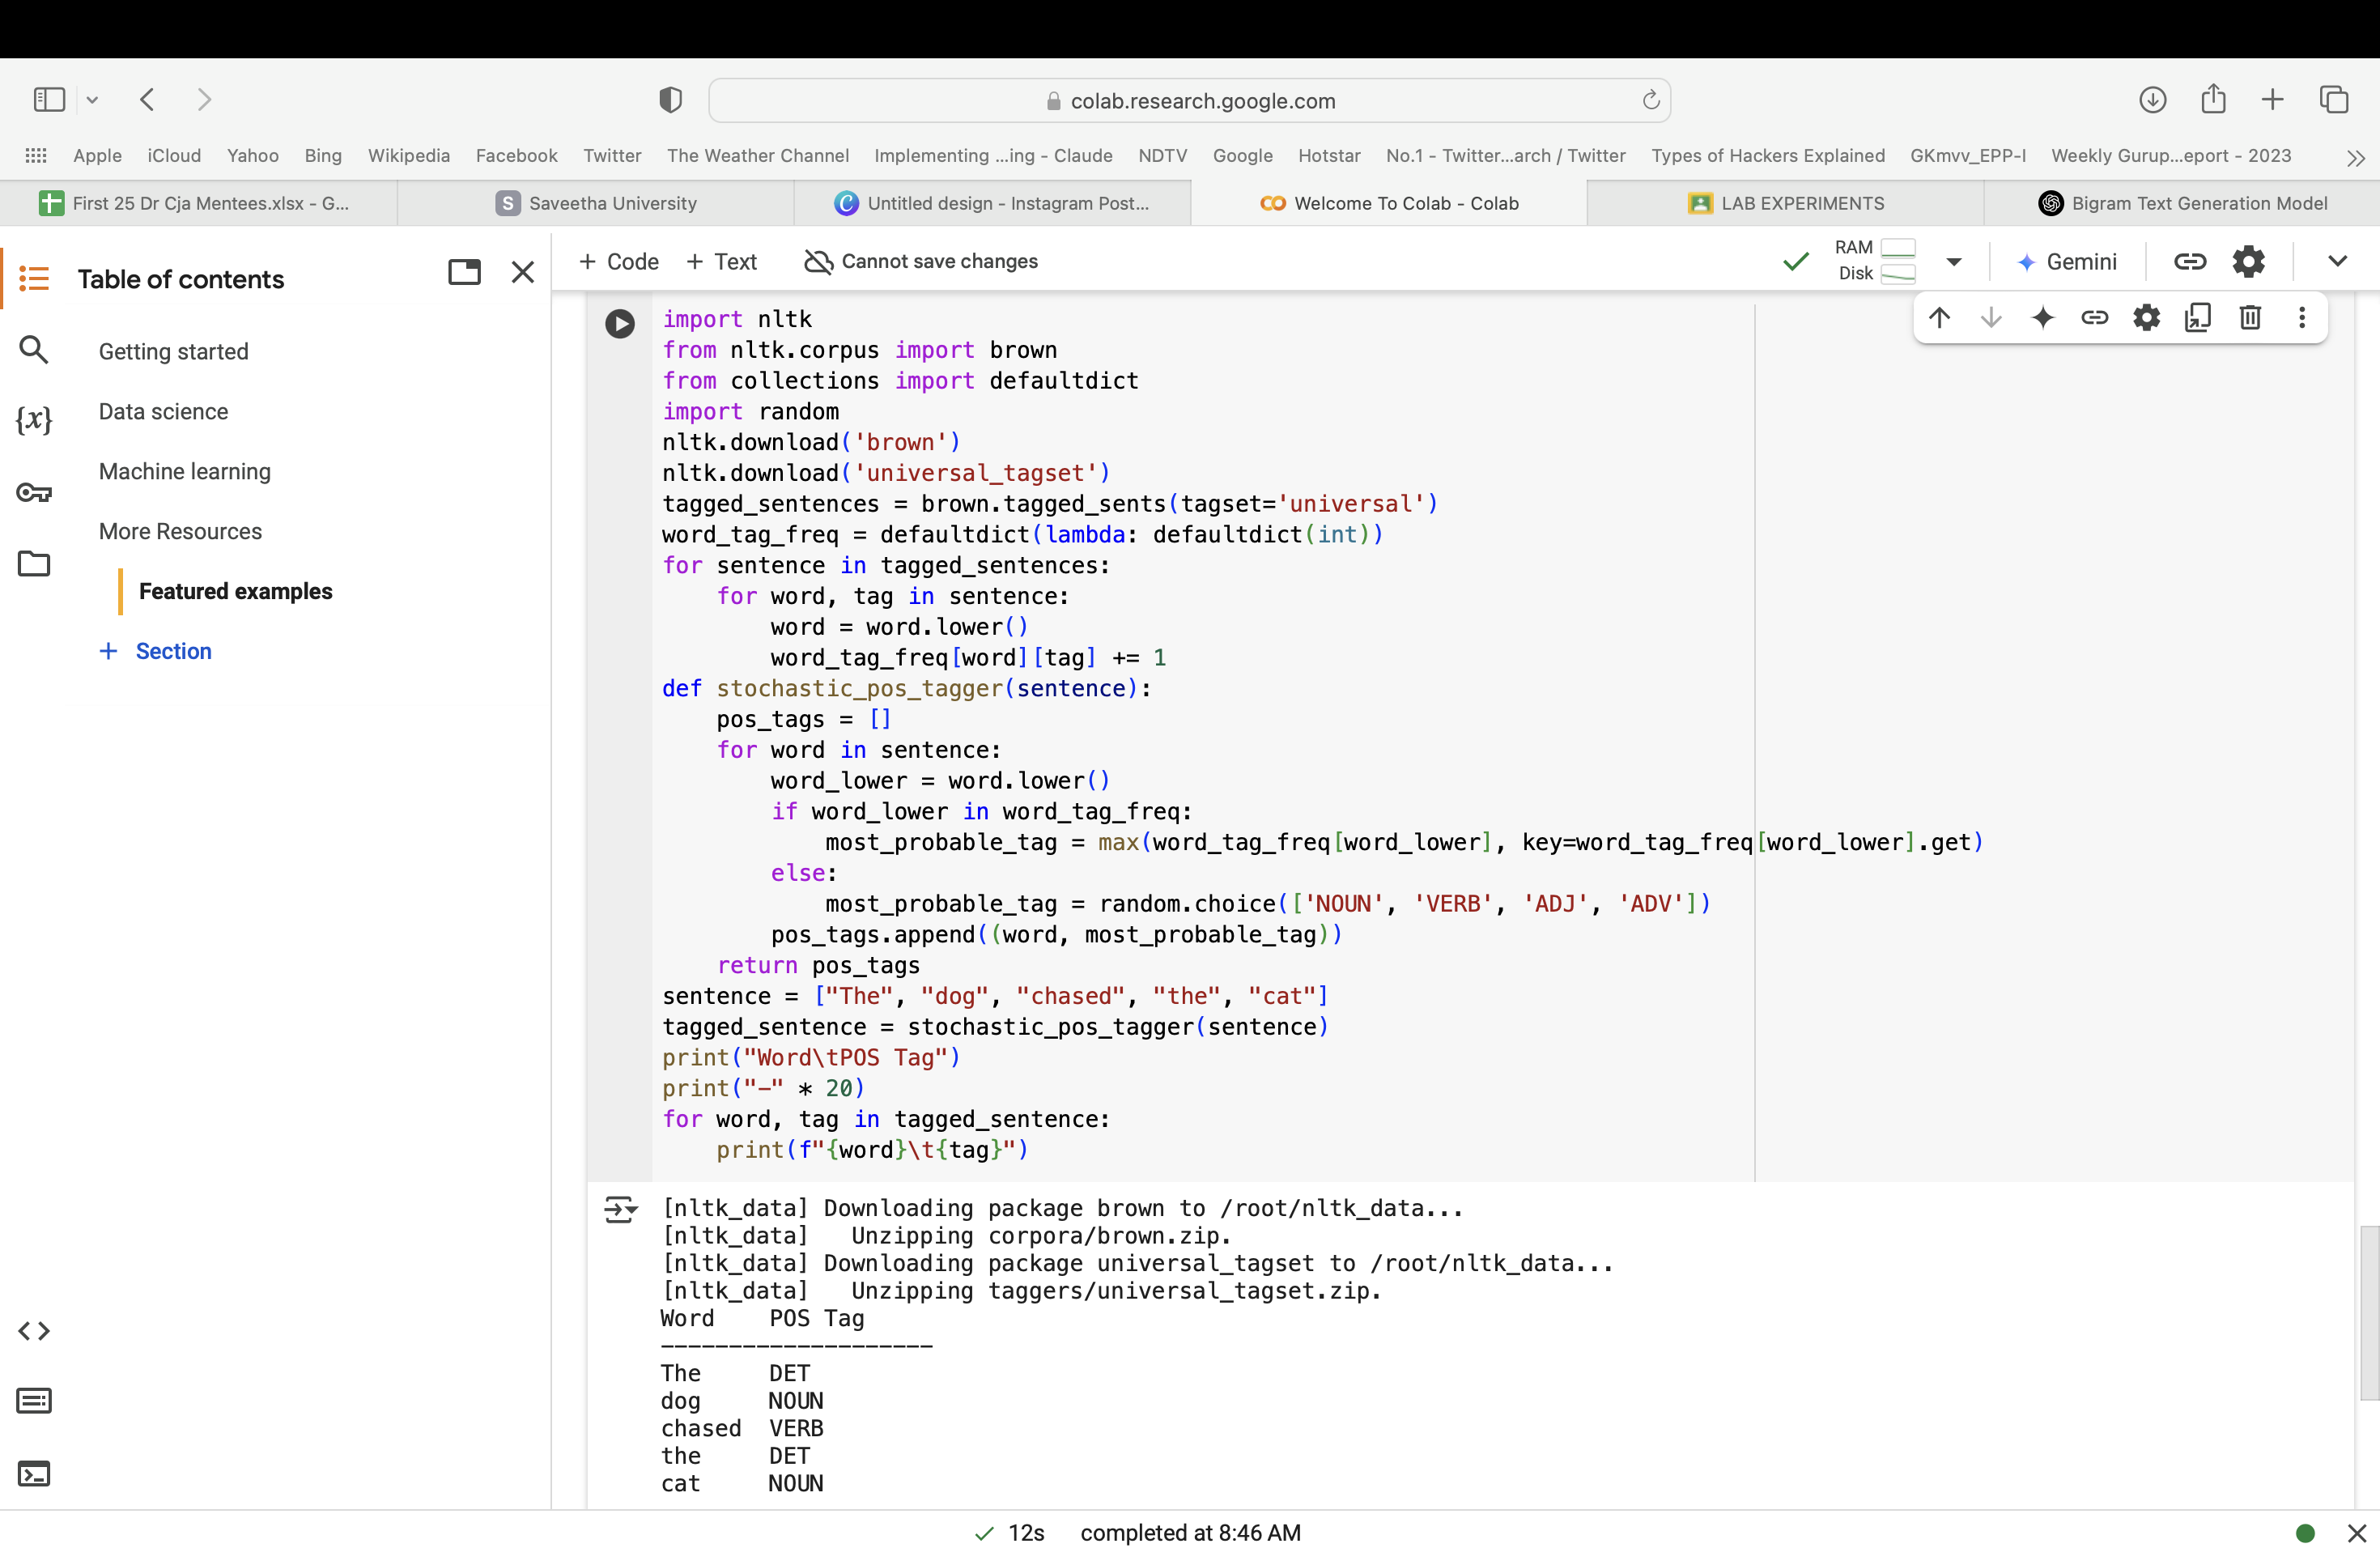 colab.research.google.com
Apple iCloud Yahoo Bing Wikipedia Facebook Twitter The Weather Channel Implementing ...ing - Claude NDTV Google Hotstar No.1 - Twitter...arch / Twitter Types of Hackers Explained GKmvv_EPP-I Weekly Gurup...eport - 2023
First 25 Dr Cja Mentees.xlsx - G... S Saveetha University Untitled design - Instagram Post... Welcome To Colab - Colab LAB EXPERIMENTS Bigram Text Generation Model
Table of contents
Getting started
Data science
Machine learning
More Resources
Featured examples
+ Section
{x}
+ Code + Text Cannot save changes
RAM
Disk
Gemini
import nltk
from nltk.corpus import brown
from collections import defaultdict
import random
nltk.download('brown')
nltk.download('universal_tagset')
tagged_sentences = brown.tagged_sents(tagset='universal')
word_tag_freq = defaultdict(lambda: defaultdict(int))
for sentence in tagged_sentences:
    for word, tag in sentence:
        word = word.lower()
        word_tag_freq[word][tag] += 1
def stochastic_pos_tagger(sentence):
    pos_tags = []
    for word in sentence:
        word_lower = word.lower()
        if word_lower in word_tag_freq:
            most_probable_tag = max(word_tag_freq[word_lower], key=word_tag_freq[word_lower].get)
        else:
            most_probable_tag = random.choice(['NOUN', 'VERB', 'ADJ', 'ADV'])
        pos_tags.append((word, most_probable_tag))
    return pos_tags
sentence = ["The", "dog", "chased", "the", "cat"]
tagged_sentence = stochastic_pos_tagger(sentence)
print("Word\tPOS Tag")
print("-" * 20)
for word, tag in tagged_sentence:
    print(f"{word}\t{tag}")
[nltk_data] Downloading package brown to /root/nltk_data...
[nltk_data]   Unzipping corpora/brown.zip.
[nltk_data] Downloading package universal_tagset to /root/nltk_data...
[nltk_data]   Unzipping taggers/universal_tagset.zip.
Word    POS Tag
--------------------
The     DET
dog     NOUN
chased  VERB
the     DET
cat     NOUN
12s completed at 8:46 AM